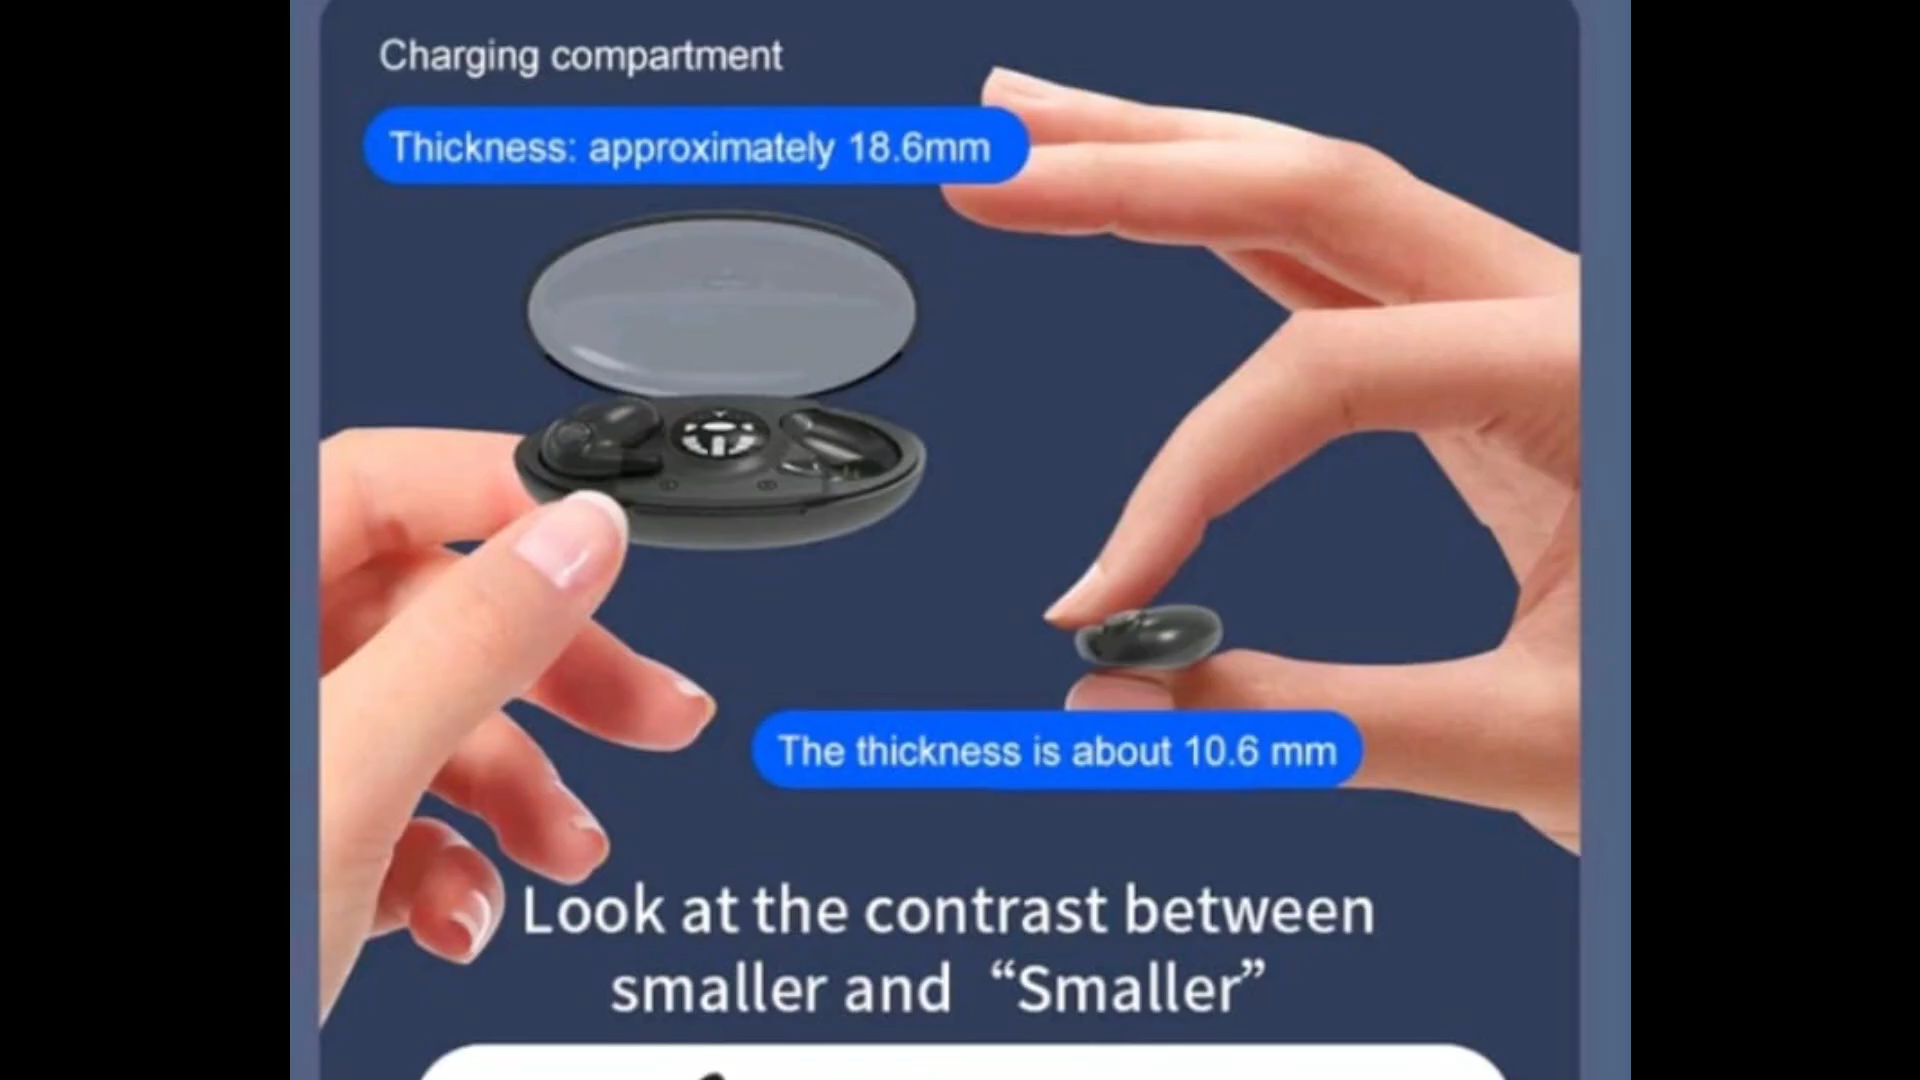 Charging compartment
Thickness: approximately 18.6mm
The thickness is about 10.6 mm
Look at the contrast between
smaller and “Smaller”